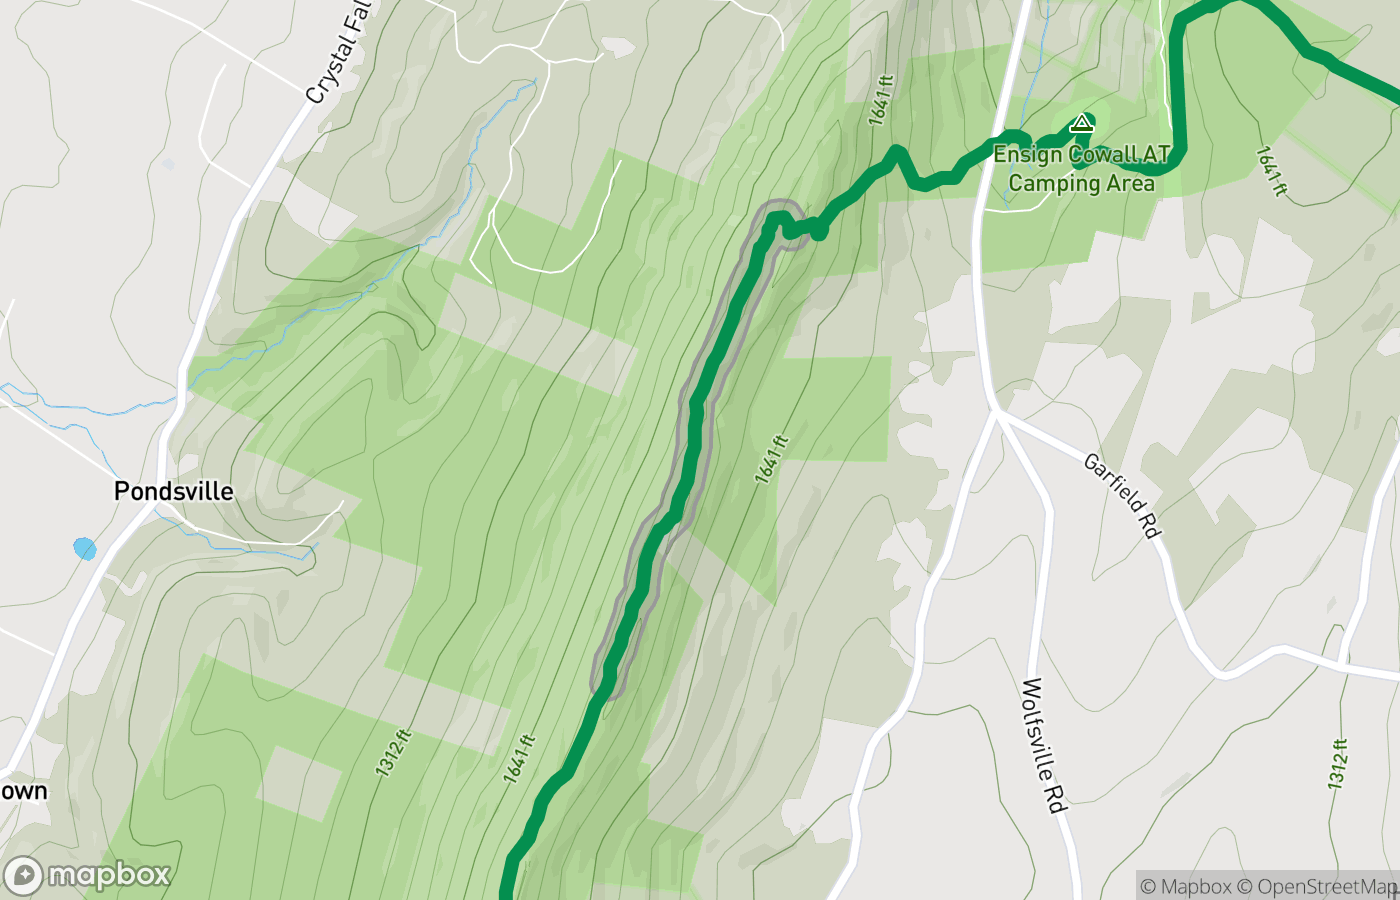 Crystal Fal
1641 ft
Ensign Cowall AT
Camping Area
1641 ft
1641 ft
Garfield Rd
Pondsville
Wolfsville Rd
1312 ft
1641 ft
1312 ft
own
mapbox
© Mapbox © OpenStreetMap